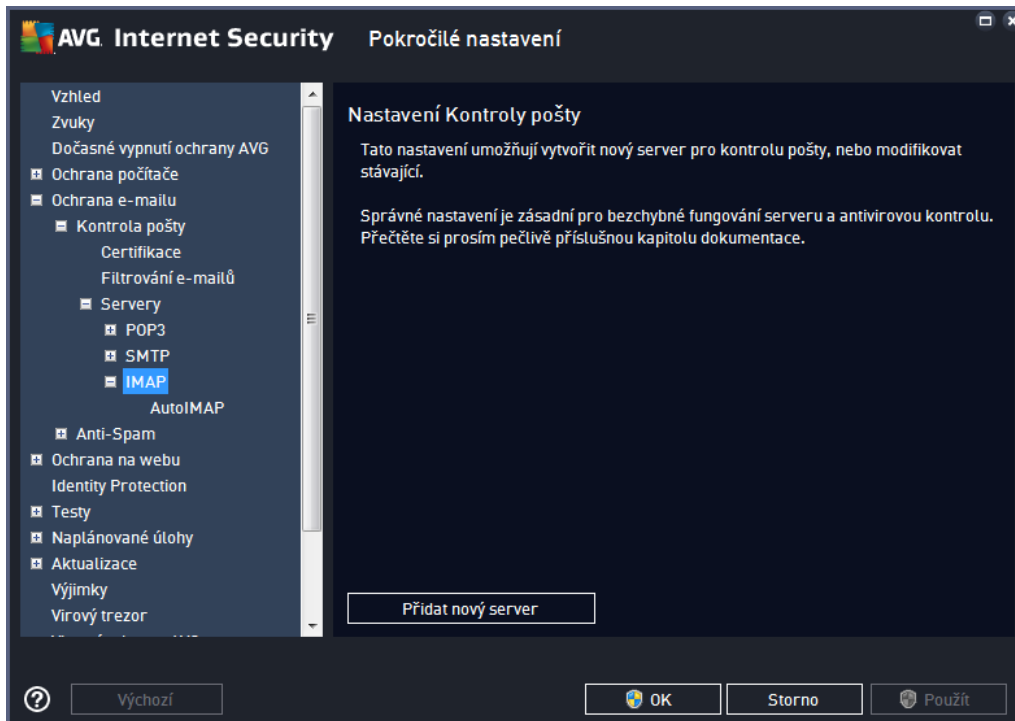 AVG. Internet Security Pokročilé nastavení
Vzhled
Zvuky
Dočasné vypnutí ochrany AVG
Ochrana počítače
Ochrana e-mailu
Kontrola pošty
Certifikace
Filtrování e-mailů
Servery
POP3
SMTP
IMAP
AutoIMAP
Anti-Spam
Ochrana na webu
Identity Protection
Testy
Naplánované úlohy
Aktualizace
Výjimky
Virový trezor
Nastavení Kontroly pošty
Tato nastavení umožňují vytvořit nový server pro kontrolu pošty, nebo modifikovat
stávající.
Správné nastavení je zásadní pro bezchybné fungování serveru a antivirovou kontrolu.
Přečtěte si prosím pečlivě příslušnou kapitolu dokumentace.
Přidat nový server
? Výchozí OK Storno Použít